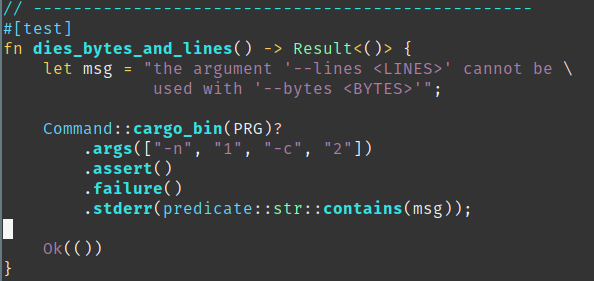 // --------------------------------------------------
#[test]
fn dies_bytes_and_lines() -> Result<()> {
    let msg = "the argument '--lines <LINES>' cannot be \
               used with '--bytes <BYTES>'";

    Command::cargo_bin(PRG)?
        .args(["-n", "1", "-c", "2"])
        .assert()
        .failure()
        .stderr(predicate::str::contains(msg));

    Ok(())
}